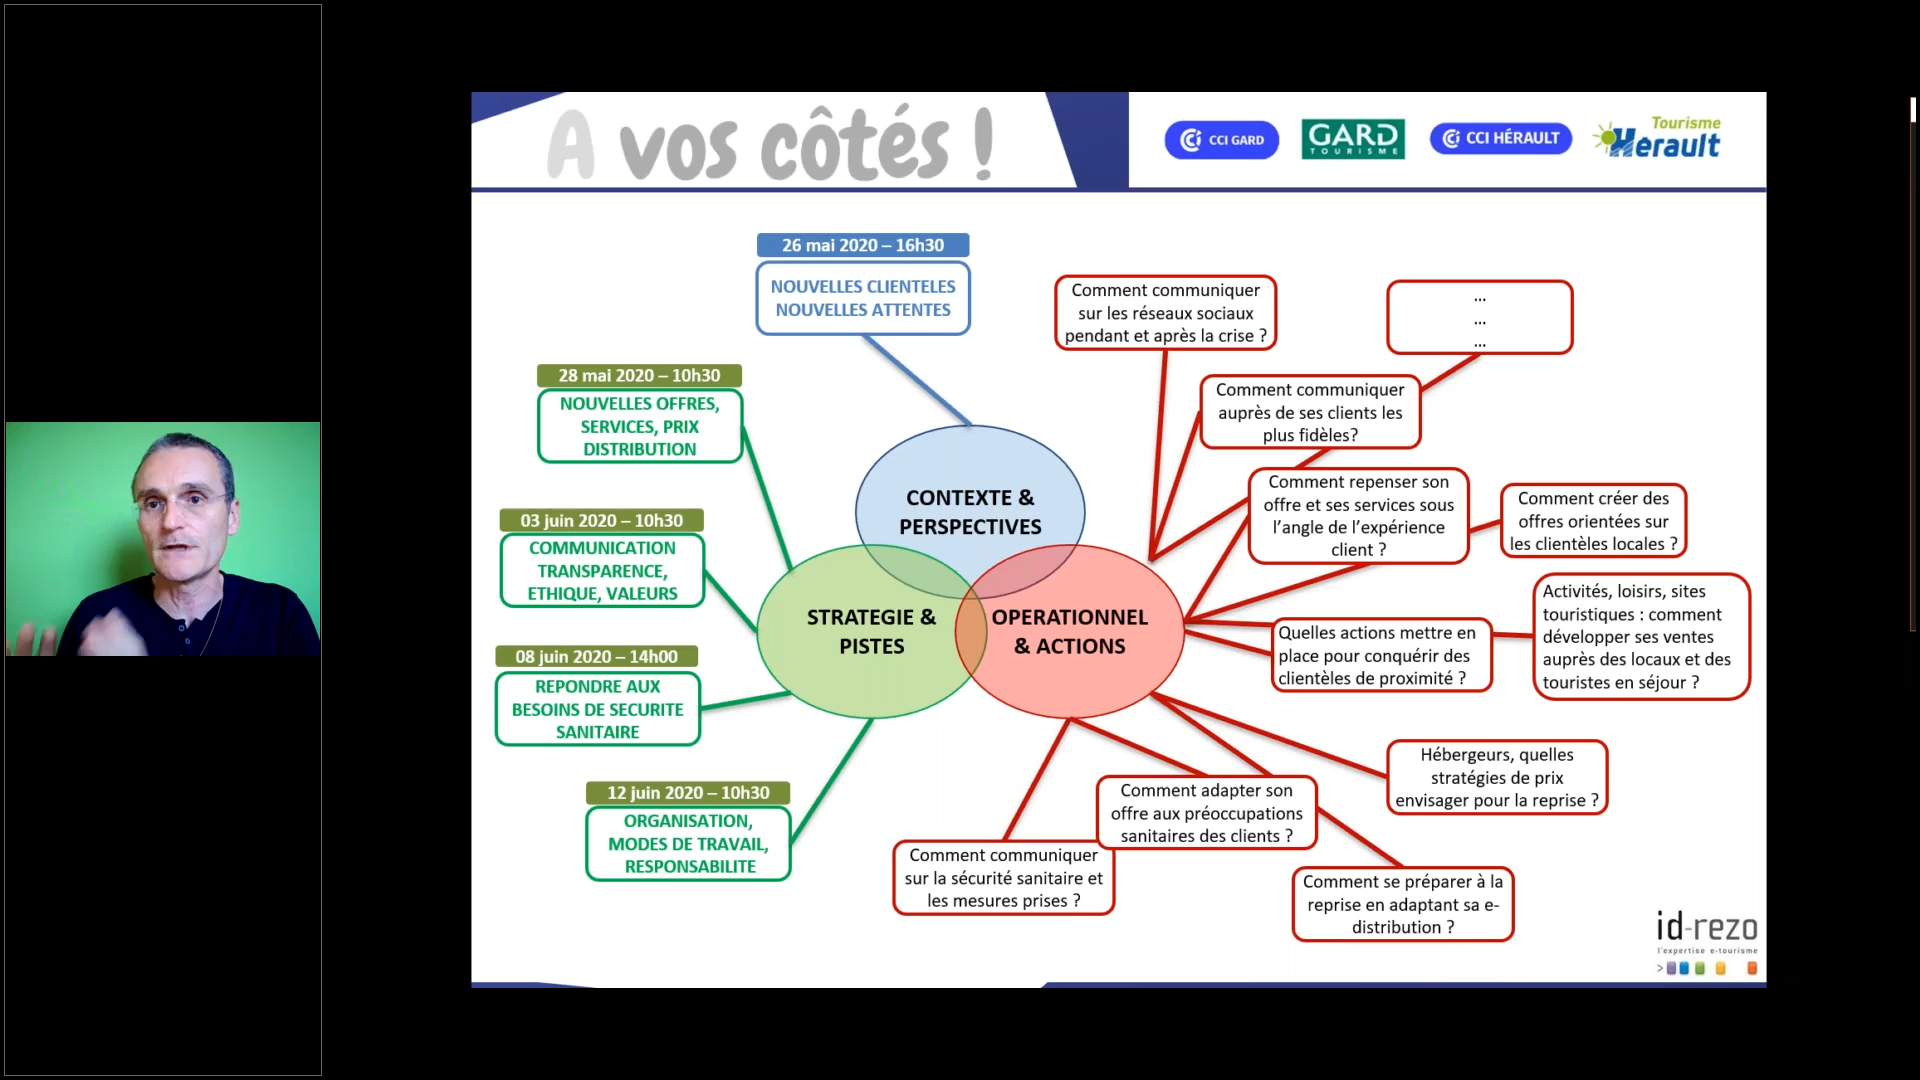 A vos côtés !
CCI GARD
GARD
TOURISME
CCI HÉRAULT
Tourisme
Hérault
26 mai 2020 – 16h30
NOUVELLES CLIENTELES
NOUVELLES ATTENTES
28 mai 2020 – 10h30
NOUVELLES OFFRES,
SERVICES, PRIX
DISTRIBUTION
03 juin 2020 – 10h30
COMMUNICATION
TRANSPARENCE,
ETHIQUE, VALEURS
08 juin 2020 – 14h00
REPONDRE AUX
BESOINS DE SECURITE
SANITAIRE
12 juin 2020 – 10h30
ORGANISATION,
MODES DE TRAVAIL,
RESPONSABILITE
CONTEXTE &
PERSPECTIVES
STRATEGIE &
PISTES
OPERATIONNEL
& ACTIONS
Comment communiquer
sur les réseaux sociaux
pendant et après la crise ?
...
...
...
Comment communiquer
auprès de ses clients les
plus fidèles?
Comment repenser son
offre et ses services sous
l’angle de l’expérience
client ?
Comment créer des
offres orientées sur
les clientèles locales ?
Quelles actions mettre en
place pour conquérir des
clientèles de proximité ?
Activités, loisirs, sites
touristiques : comment
développer ses ventes
auprès des locaux et des
touristes en séjour ?
Hébergeurs, quelles
stratégies de prix
envisager pour la reprise ?
Comment adapter son
offre aux préoccupations
sanitaires des clients ?
Comment communiquer
sur la sécurité sanitaire et
les mesures prises ?
Comment se préparer à la
reprise en adaptant sa e-
distribution ?
id-rezo
l'expertise e-tourisme
>